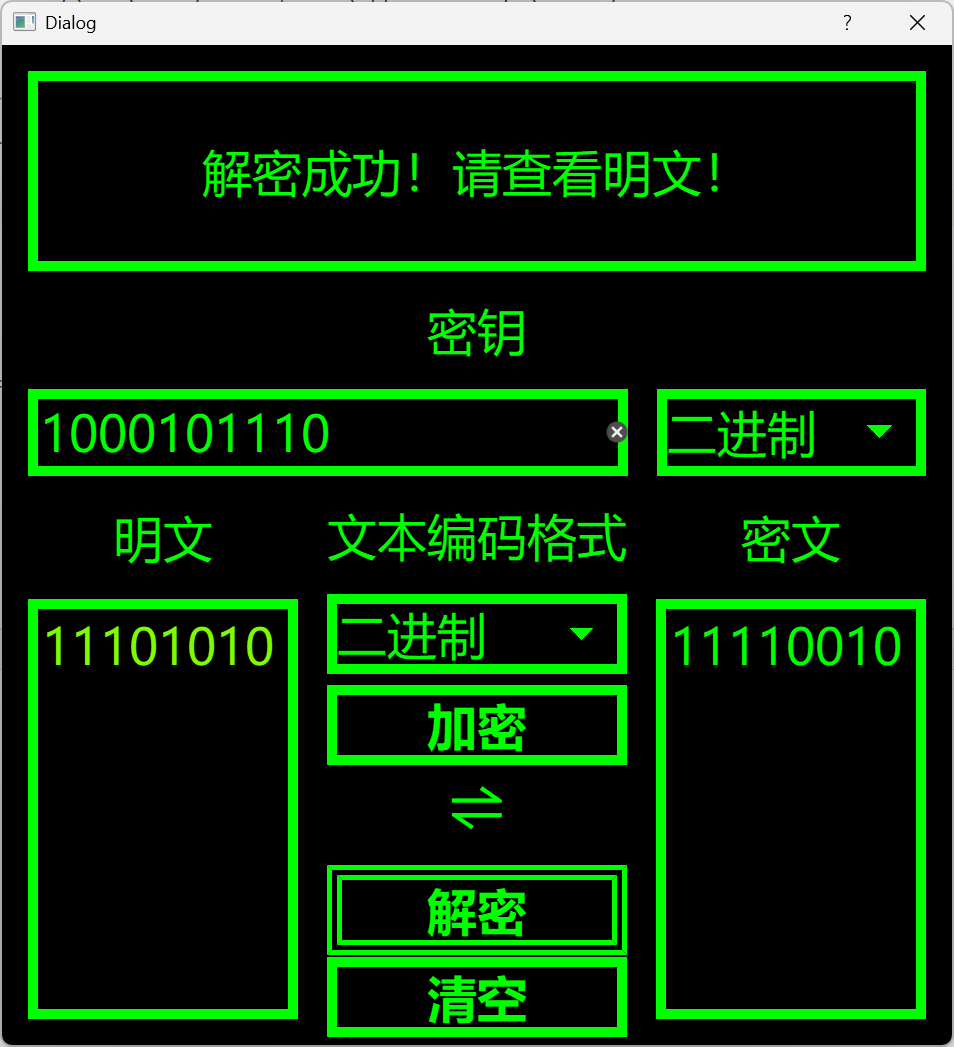 Dialog
解密成功！请查看明文！
密钥
1000101110
二进制
明文
文本编码格式
密文
11101010
二进制
11110010
加密
⇌
解密
清空